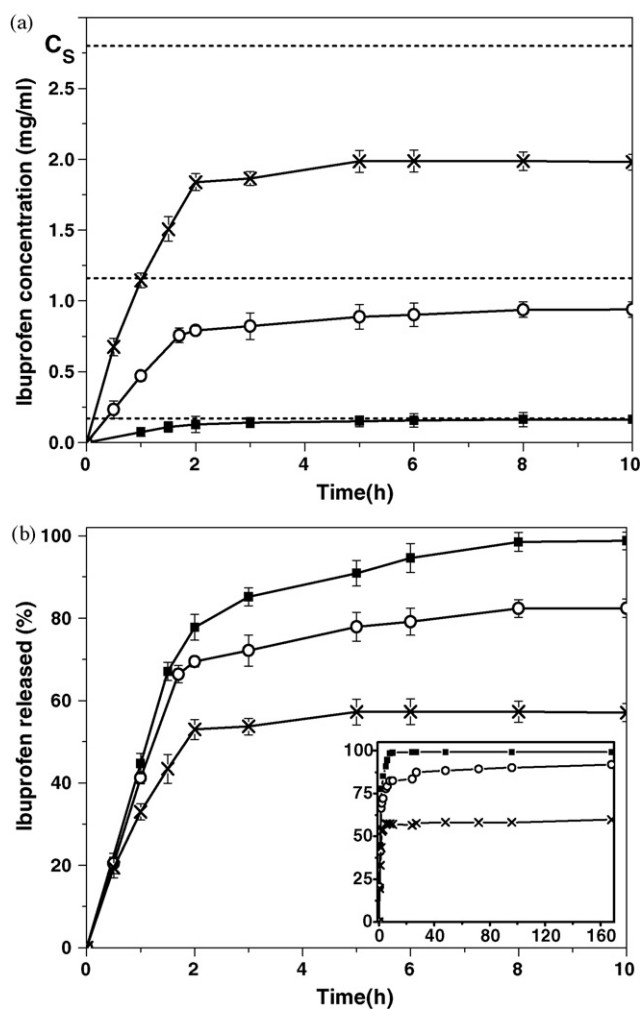 (a)
Cs
2.5
2.0
1.5
1.0
0.5
0.0
Ibuprofen concentration (mg/ml)
0 2 4 6 8 10
Time(h)
(b)
100
80
60
40
20
0
Ibuprofen released (%)
0 2 4 6 8 10
Time(h)
100
75
50
25
0
0 40 80 120 160